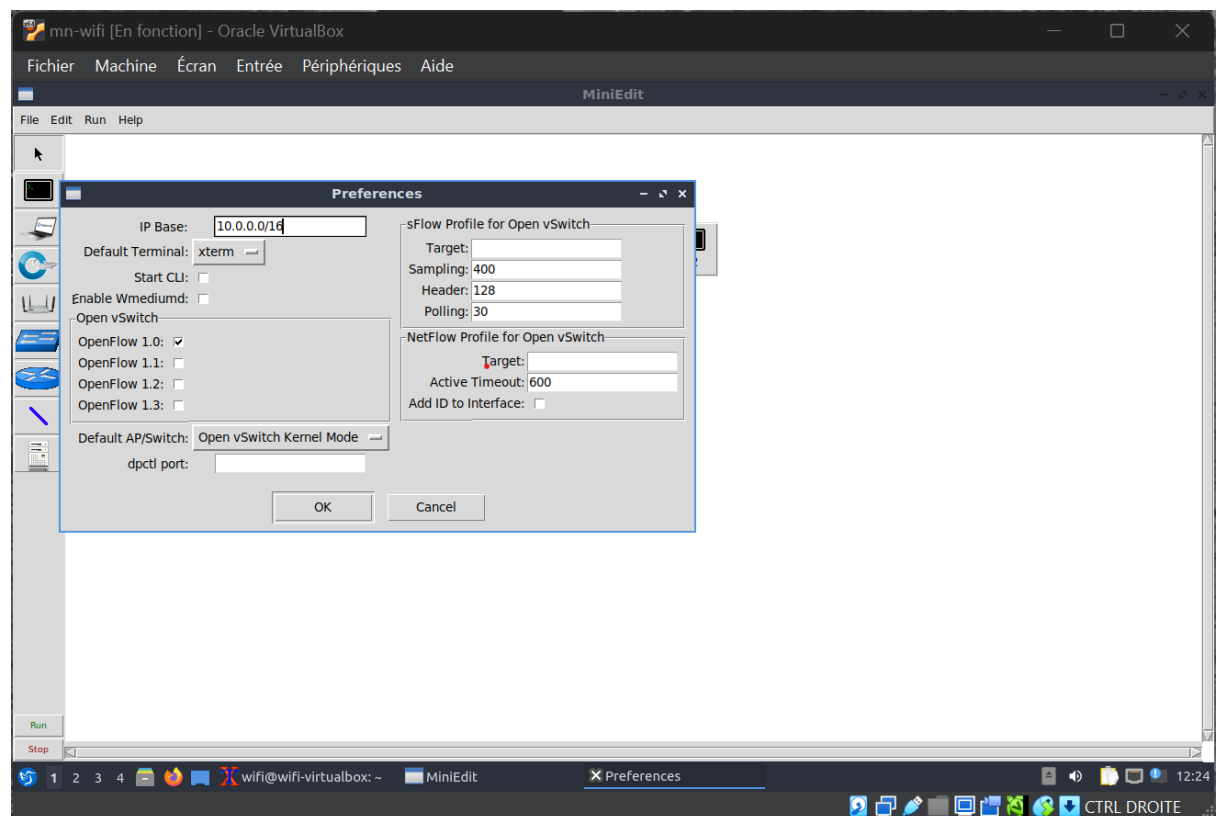 mn-wifi [En fonction] - Oracle VirtualBox
Fichier Machine Écran Entrée Périphériques Aide
MiniEdit
File Edit Run Help
Preferences
IP Base: 10.0.0.0/16
Default Terminal: xterm
Start CLI:
Enable Wmediumd:
Open vSwitch
OpenFlow 1.0:
OpenFlow 1.1:
OpenFlow 1.2:
OpenFlow 1.3:
Default AP/Switch: Open vSwitch Kernel Mode
dpctl port:
sFlow Profile for Open vSwitch
Target:
Sampling: 400
Header: 128
Polling: 30
NetFlow Profile for Open vSwitch
Target:
Active Timeout: 600
Add ID to Interface:
OK Cancel
Run
Stop
1 2 3 4 wifi@wifi-virtualbox: ~ MiniEdit Preferences 12:24
CTRL DROITE